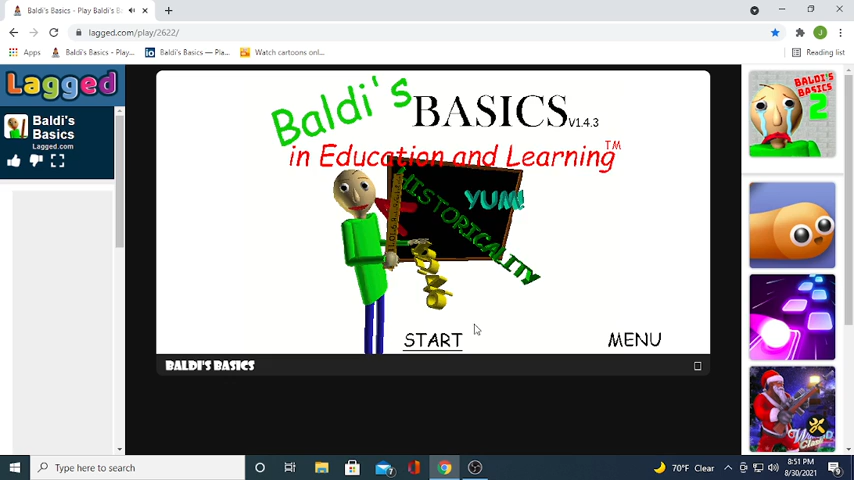 Baldi's Basics - Play Baldi's B
lagged.com/play/2622/
Apps
Baldi's Basics - Play...
Baldi's Basics — Pla...
Watch cartoons onl...
Reading list
J
Lagged
Baldi's
Basics
Lagged.com
Baldi's
BASICS V1.4.3
in Education and Learning TM
HISTORICALITY
YUM!
START
MENU
BALDI'S BASICS
BALDI'S
BASICS
2
Type here to search
7
70°F Clear
8:51 PM
8/30/2021
9